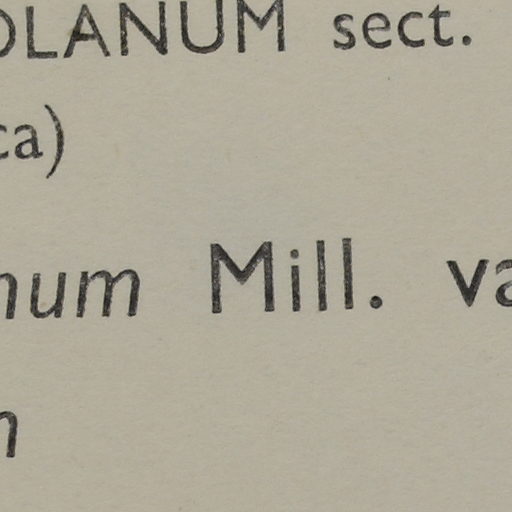 OLANUM sect.
ca)
num Mill. va
n